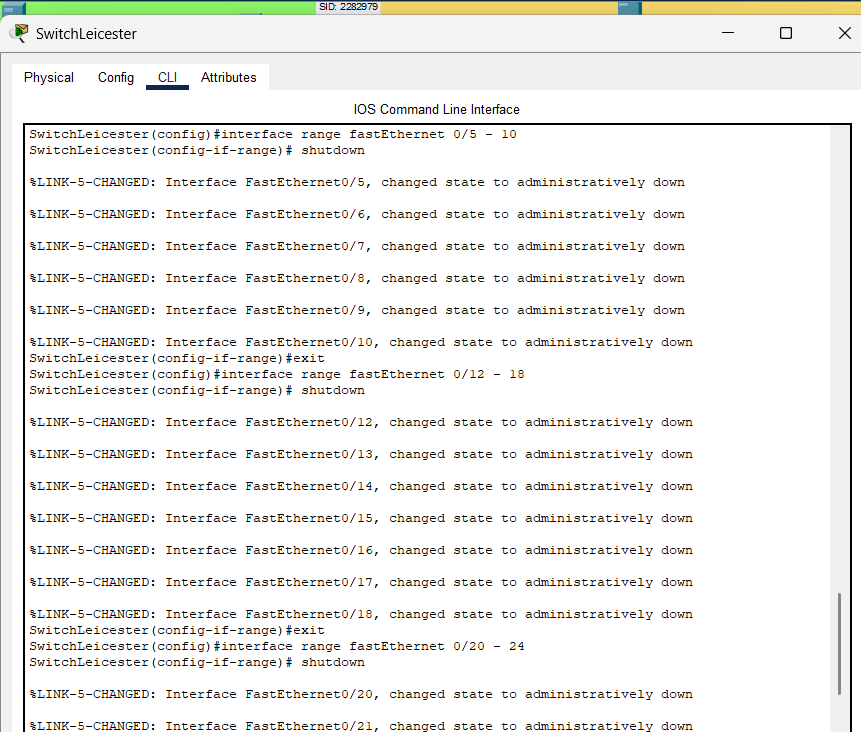 SID: 2282979
SwitchLeicester
Physical Config CLI Attributes
IOS Command Line Interface
SwitchLeicester(config)#interface range fastEthernet 0/5 - 10
SwitchLeicester(config-if-range)# shutdown
%LINK-5-CHANGED: Interface FastEthernet0/5, changed state to administratively down
%LINK-5-CHANGED: Interface FastEthernet0/6, changed state to administratively down
%LINK-5-CHANGED: Interface FastEthernet0/7, changed state to administratively down
%LINK-5-CHANGED: Interface FastEthernet0/8, changed state to administratively down
%LINK-5-CHANGED: Interface FastEthernet0/9, changed state to administratively down
%LINK-5-CHANGED: Interface FastEthernet0/10, changed state to administratively down
SwitchLeicester(config-if-range)#exit
SwitchLeicester(config)#interface range fastEthernet 0/12 - 18
SwitchLeicester(config-if-range)# shutdown
%LINK-5-CHANGED: Interface FastEthernet0/12, changed state to administratively down
%LINK-5-CHANGED: Interface FastEthernet0/13, changed state to administratively down
%LINK-5-CHANGED: Interface FastEthernet0/14, changed state to administratively down
%LINK-5-CHANGED: Interface FastEthernet0/15, changed state to administratively down
%LINK-5-CHANGED: Interface FastEthernet0/16, changed state to administratively down
%LINK-5-CHANGED: Interface FastEthernet0/17, changed state to administratively down
%LINK-5-CHANGED: Interface FastEthernet0/18, changed state to administratively down
SwitchLeicester(config-if-range)#exit
SwitchLeicester(config)#interface range fastEthernet 0/20 - 24
SwitchLeicester(config-if-range)# shutdown
%LINK-5-CHANGED: Interface FastEthernet0/20, changed state to administratively down
%LINK-5-CHANGED: Interface FastEthernet0/21, changed state to administratively down